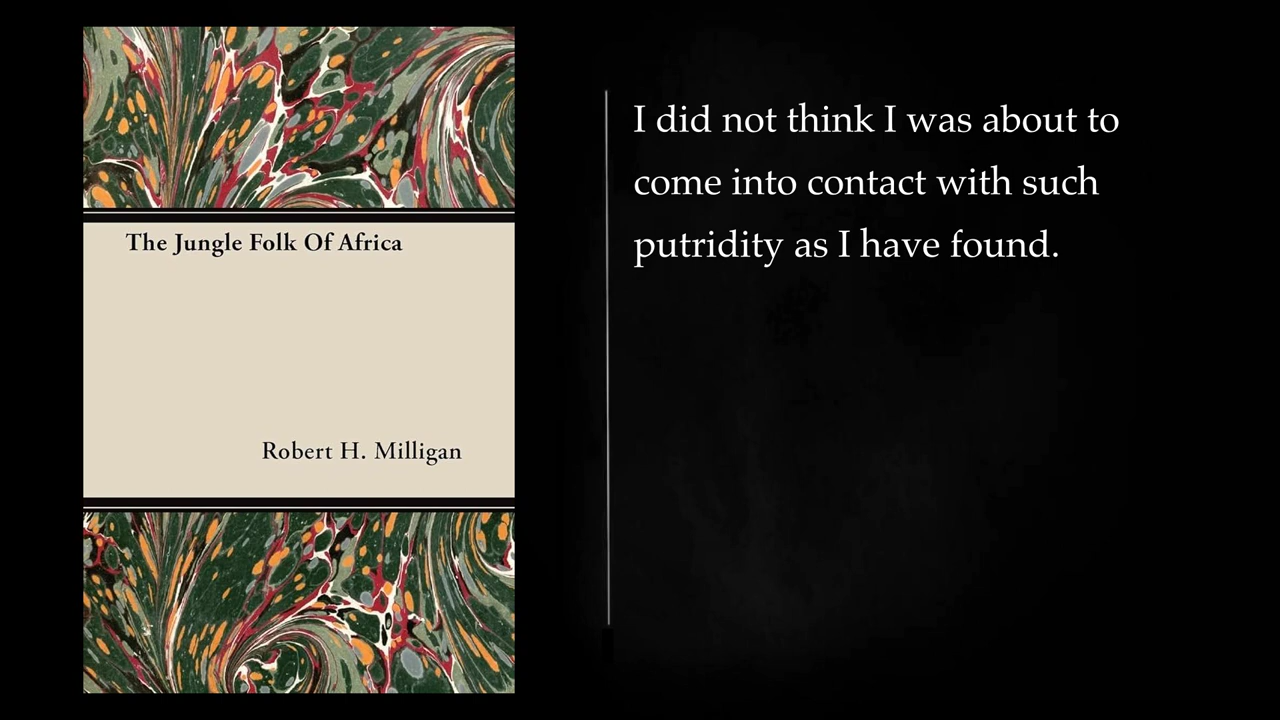 The Jungle Folk Of Africa
Robert H. Milligan
I did not think I was about to
come into contact with such
putridity as I have found.